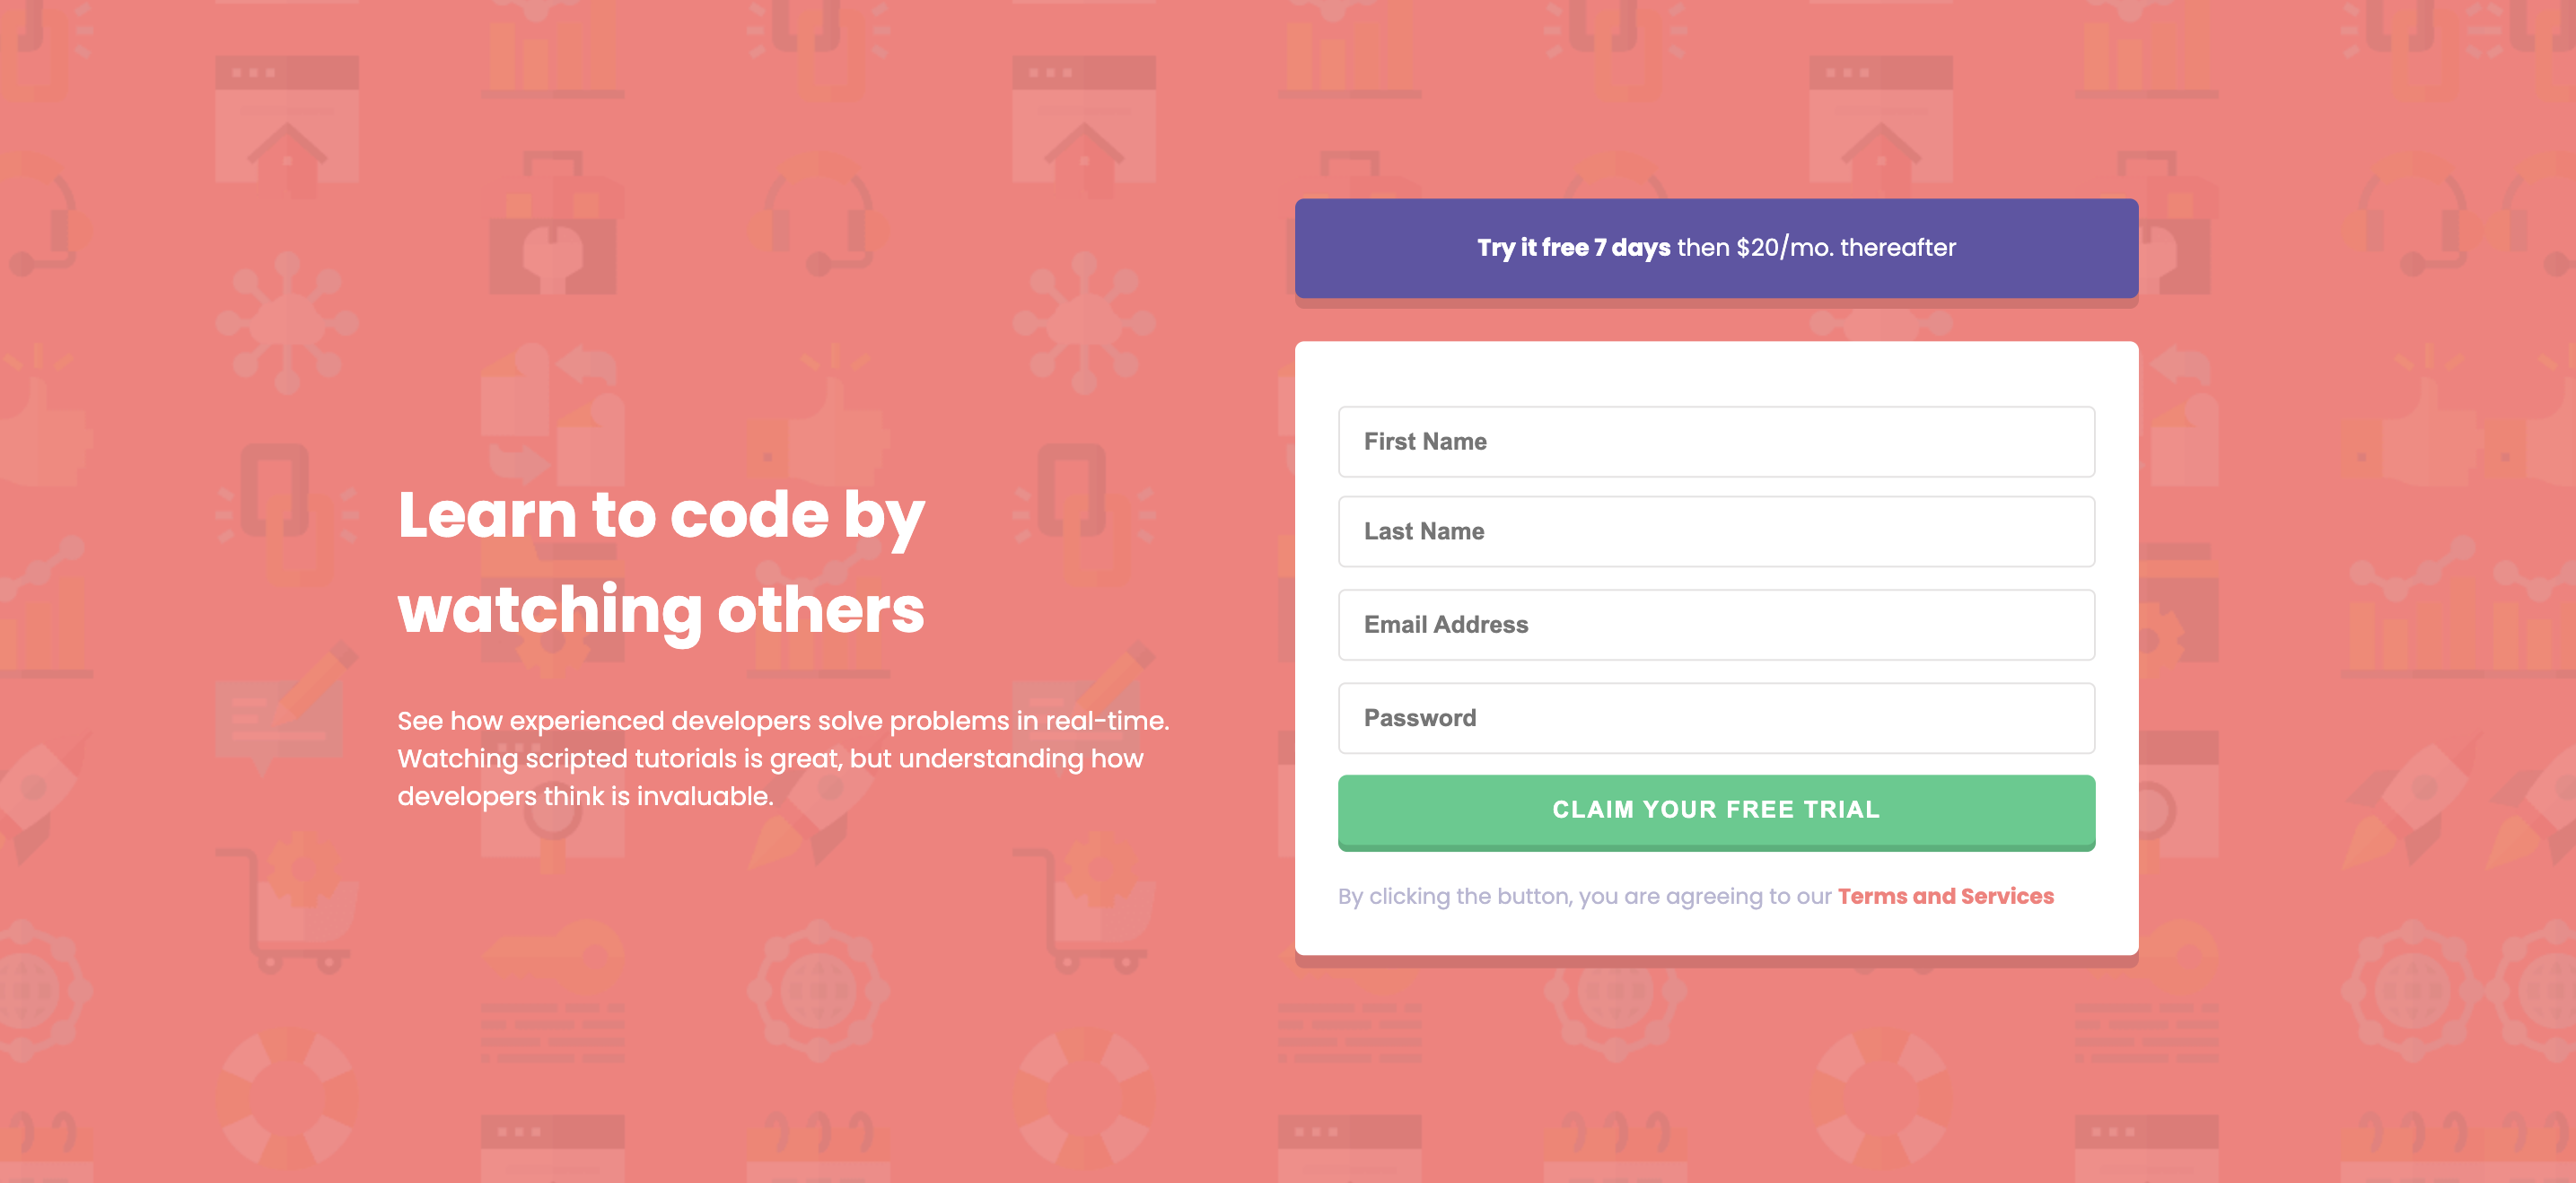 Learn to code by
watching others
See how experienced developers solve problems in real-time.
Watching scripted tutorials is great, but understanding how
developers think is invaluable.
Try it free 7 days then $20/mo. thereafter
First Name
Last Name
Email Address
Password
CLAIM YOUR FREE TRIAL
By clicking the button, you are agreeing to our Terms and Services